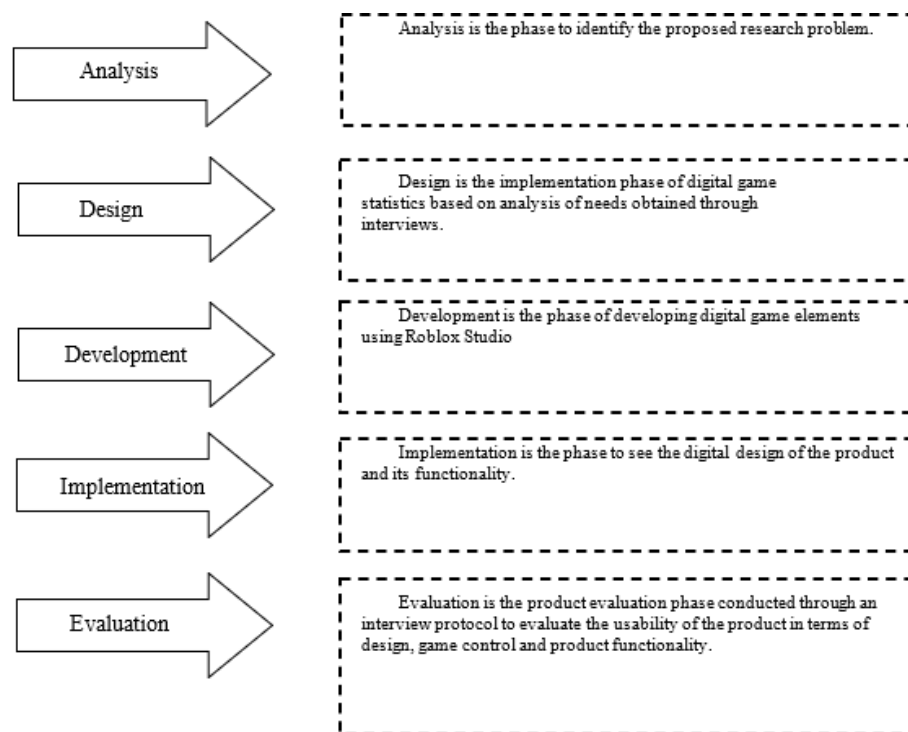 Analysis
Analysis is the phase to identify the proposed research problem.
Design
Design is the implementation phase of digital game
statistics based on analysis of needs obtained through
interviews.
Development
Development is the phase of developing digital game elements
using Roblox Studio
Implementation
Implementation is the phase to see the digital design of the product
and its functionality.
Evaluation
Evaluation is the product evaluation phase conducted through an
interview protocol to evaluate the usability of the product in terms of
design, game control and product functionality.